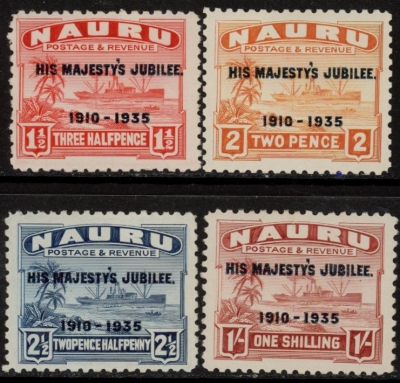 NAURU
POSTAGE & REVENUE
HIS MAJESTY'S JUBILEE.
1910 - 1935
1½ THREE HALFPENCE 1½
NAURU
POSTAGE & REVENUE
HIS MAJESTY'S JUBILEE.
1910 - 1935
2 TWO PENCE 2
NAURU
POSTAGE & REVENUE
HIS MAJESTY'S JUBILEE.
1910 - 1935
2½ TWOPENCE HALFPENNY 2½
NAURU
POSTAGE & REVENUE
HIS MAJESTY'S JUBILEE.
1910 - 1935
1/- ONE SHILLING 1/-